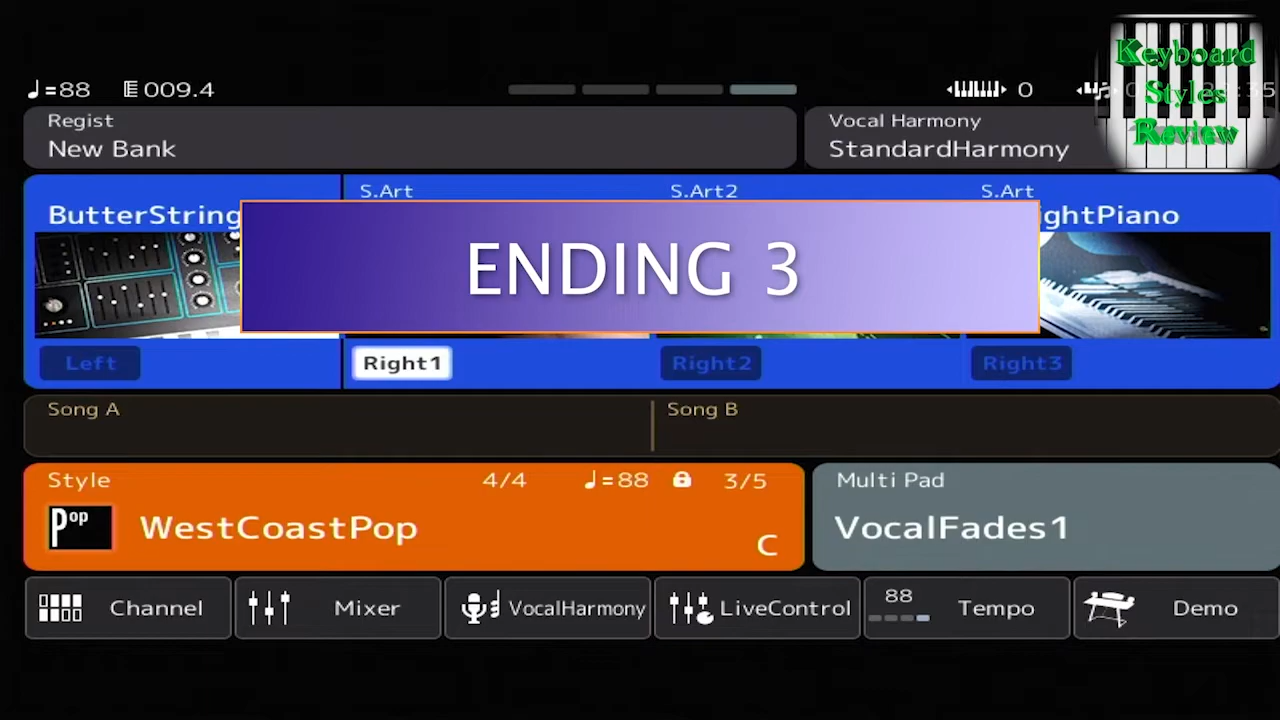 =88 009.4
0
:35
Keyboard
Styles
Review
Regist
New Bank
Vocal Harmony
StandardHarmony
S.Art
S.Art2
S.Art
ButterString
ghtPiano
ENDING 3
Left
Right1
Right2
Right3
Song A
Song B
Style
4/4
=88
3/5
Pop
WestCoastPop
C
Multi Pad
VocalFades1
Channel
Mixer
VocalHarmony
LiveControl
88
Tempo
Demo